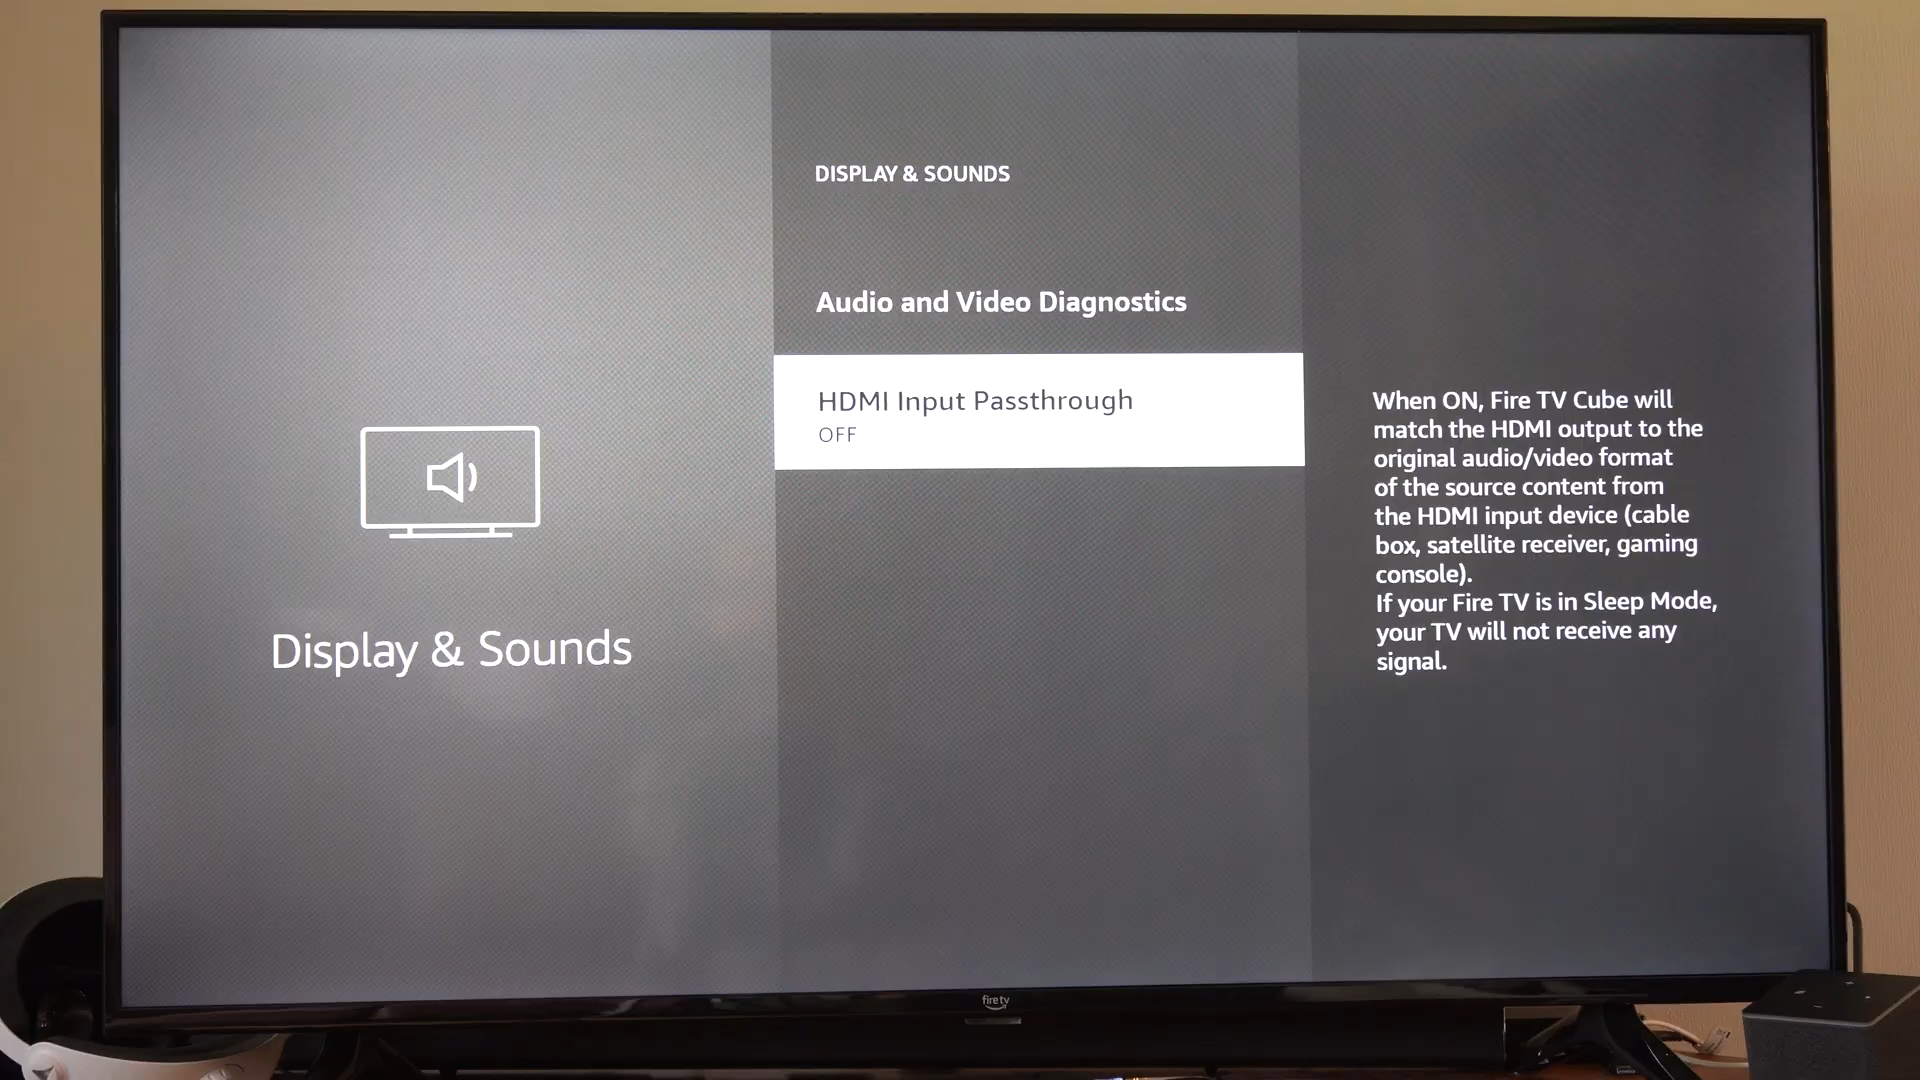 DISPLAY & SOUNDS
Audio and Video Diagnostics
HDMI Input Passthrough
OFF
Display & Sounds
When ON, Fire TV Cube will
match the HDMI output to the
original audio/video format
of the source content from
the HDMI input device (cable
box, satellite receiver, gaming
console).
If your Fire TV is in Sleep Mode,
your TV will not receive any
signal.
fire tv